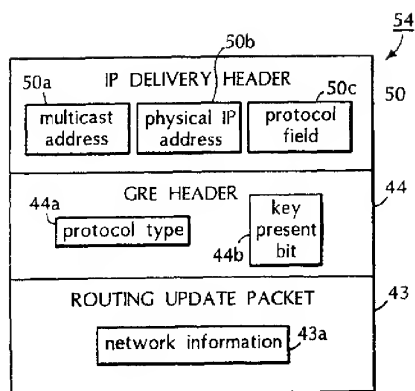 54
50b
IP DELIVERY HEADER
50
50a
50c
multicast address
physical IP address
protocol field
GRE HEADER
44
44a
protocol type
key present bit
44b
ROUTING UPDATE PACKET
43
network information
43a